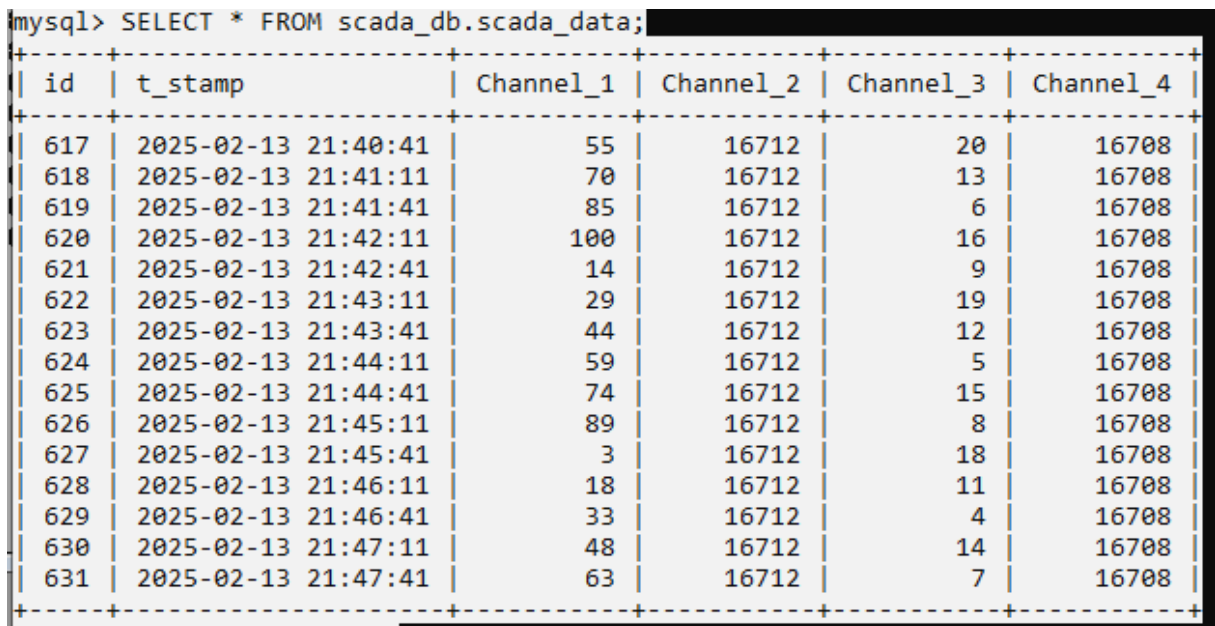 mysql> SELECT * FROM scada_db.scada_data;
+-----+---------------------+-----------+-----------+-----------+-----------+
| id  | t_stamp             | Channel_1 | Channel_2 | Channel_3 | Channel_4 |
+-----+---------------------+-----------+-----------+-----------+-----------+
| 617 | 2025-02-13 21:40:41 |        55 |     16712 |        20 |     16708 |
| 618 | 2025-02-13 21:41:11 |        70 |     16712 |        13 |     16708 |
| 619 | 2025-02-13 21:41:41 |        85 |     16712 |         6 |     16708 |
| 620 | 2025-02-13 21:42:11 |       100 |     16712 |        16 |     16708 |
| 621 | 2025-02-13 21:42:41 |        14 |     16712 |         9 |     16708 |
| 622 | 2025-02-13 21:43:11 |        29 |     16712 |        19 |     16708 |
| 623 | 2025-02-13 21:43:41 |        44 |     16712 |        12 |     16708 |
| 624 | 2025-02-13 21:44:11 |        59 |     16712 |         5 |     16708 |
| 625 | 2025-02-13 21:44:41 |        74 |     16712 |        15 |     16708 |
| 626 | 2025-02-13 21:45:11 |        89 |     16712 |         8 |     16708 |
| 627 | 2025-02-13 21:45:41 |         3 |     16712 |        18 |     16708 |
| 628 | 2025-02-13 21:46:11 |        18 |     16712 |        11 |     16708 |
| 629 | 2025-02-13 21:46:41 |        33 |     16712 |         4 |     16708 |
| 630 | 2025-02-13 21:47:11 |        48 |     16712 |        14 |     16708 |
| 631 | 2025-02-13 21:47:41 |        63 |     16712 |         7 |     16708 |
+-----+---------------------+-----------+-----------+-----------+-----------+